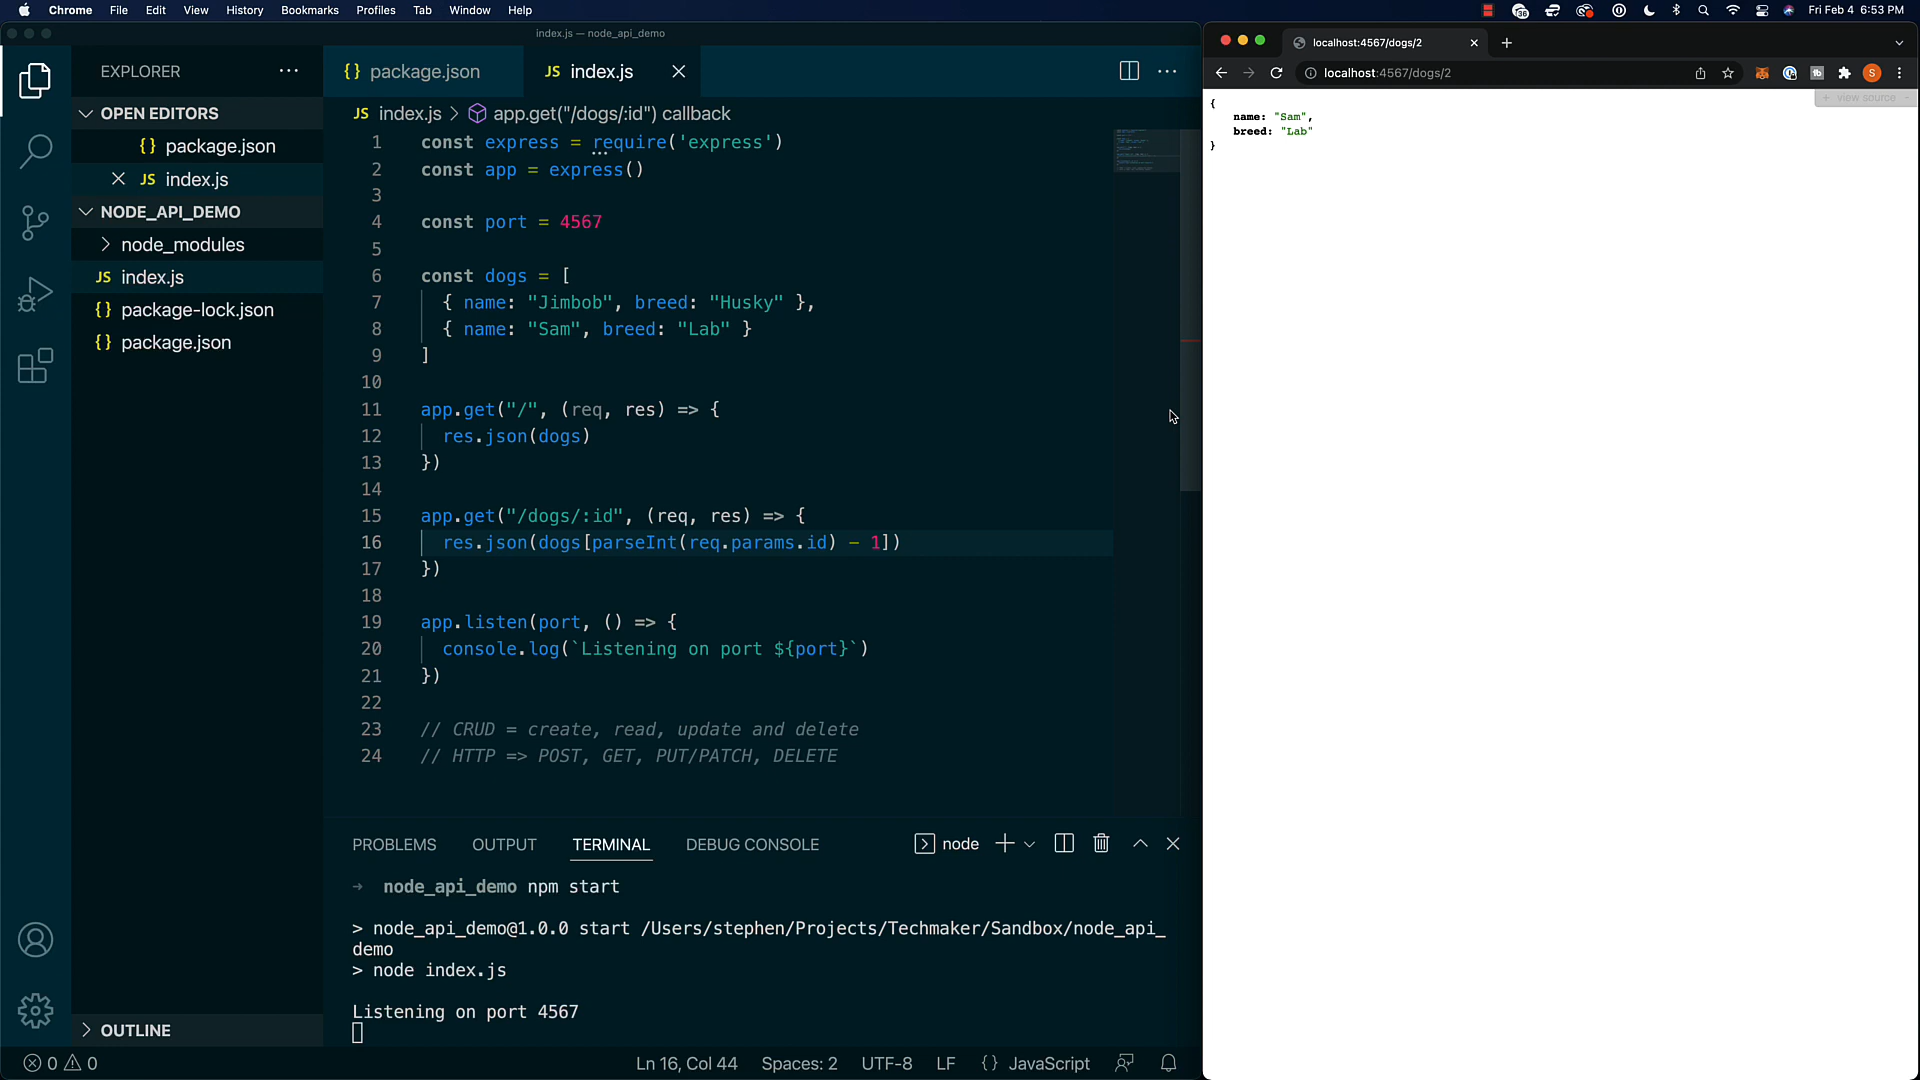 Chrome File Edit View History Bookmarks Profiles Tab Window Help
Fri Feb 4 6:53 PM
index.js — node_api_demo
EXPLORER
OPEN EDITORS
{} package.json
JS index.js
NODE_API_DEMO
node_modules
JS index.js
{} package-lock.json
{} package.json
OUTLINE
{} package.json
JS index.js
JS index.js > app.get("/dogs/:id") callback
1 const express = require('express')
2 const app = express()
3
4 const port = 4567
5
6 const dogs = [
7 { name: "Jimbob", breed: "Husky" },
8 { name: "Sam", breed: "Lab" }
9 ]
10
11 app.get("/", (req, res) => {
12 res.json(dogs)
13 })
14
15 app.get("/dogs/:id", (req, res) => {
16 res.json(dogs[parseInt(req.params.id) - 1])
17 })
18
19 app.listen(port, () => {
20 console.log(`Listening on port ${port}`)
21 })
22
23 // CRUD = create, read, update and delete
24 // HTTP => POST, GET, PUT/PATCH, DELETE
PROBLEMS OUTPUT TERMINAL DEBUG CONSOLE
node
→ node_api_demo npm start
> node_api_demo@1.0.0 start /Users/stephen/Projects/Techmaker/Sandbox/node_api_
demo
> node index.js
Listening on port 4567
0 0
Ln 16, Col 44 Spaces: 2 UTF-8 LF {} JavaScript
localhost:4567/dogs/2
localhost:4567/dogs/2
S
+ view source -
{
name: "Sam",
breed: "Lab"
}